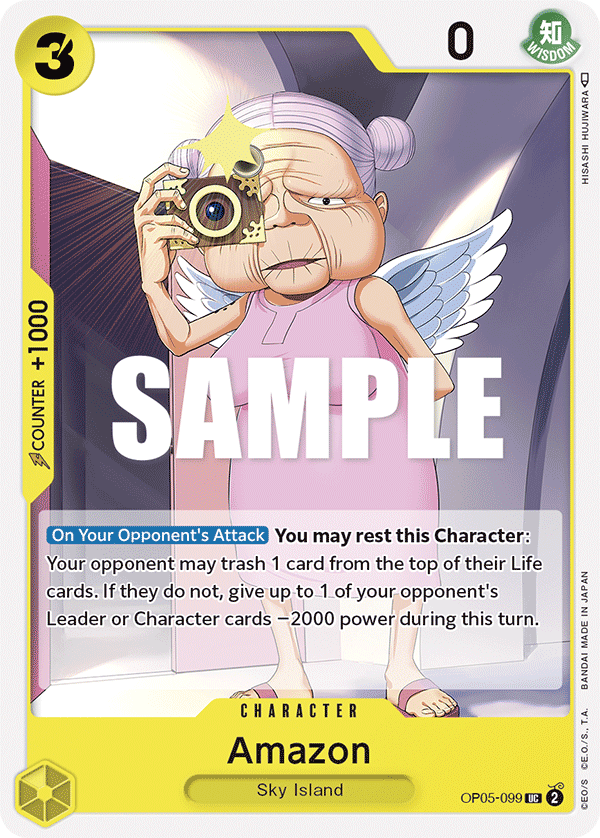 3
0
知
WISDOM
HISASHI HUJIWARA
COUNTER +1000
SAMPLE
On Your Opponent's Attack You may rest this Character:
Your opponent may trash 1 card from the top of their Life
cards. If they do not, give up to 1 of your opponent's
Leader or Character cards −2000 power during this turn.
CHARACTER
Amazon
Sky Island
OP05-099 UC 2
©EO/S ©E.O./S., T.A. BANDAI MADE IN JAPAN